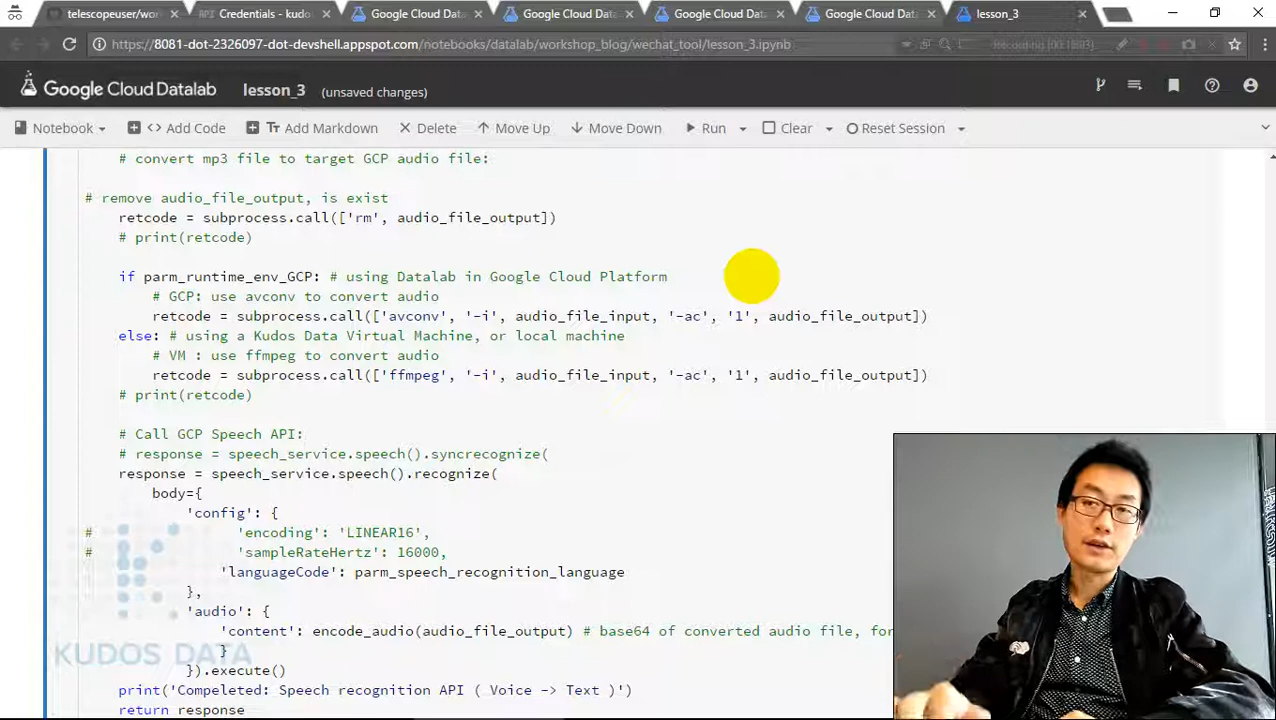 telescopeuser/wor
API Credentials - kudo
Google Cloud Data
Google Cloud Data
Google Cloud Data
Google Cloud Data
lesson_3
https://8081-dot-2326097-dot-devshell.appspot.com/notebooks/datalab/workshop_blog/wechat_tool/lesson_3.ipynb
Google Cloud Datalab lesson_3 (unsaved changes)
Notebook <> Add Code Tт Add Markdown Delete Move Up Move Down Run Clear Reset Session
# convert mp3 file to target GCP audio file:
# remove audio_file_output, is exist
retcode = subprocess.call(['rm', audio_file_output])
# print(retcode)
if parm_runtime_env_GCP: # using Datalab in Google Cloud Platform
# GCP: use avconv to convert audio
retcode = subprocess.call(['avconv', '-i', audio_file_input, '-ac', '1', audio_file_output])
else: # using a Kudos Data Virtual Machine, or local machine
# VM : use ffmpeg to convert audio
retcode = subprocess.call(['ffmpeg', '-i', audio_file_input, '-ac', '1', audio_file_output])
# print(retcode)
# Call GCP Speech API:
# response = speech_service.speech().syncrecognize(
response = speech_service.speech().recognize(
body={
'config': {
# 'encoding': 'LINEAR16',
# 'sampleRateHertz': 16000,
'languageCode': parm_speech_recognition_language
},
'audio': {
'content': encode_audio(audio_file_output) # base64 of converted audio file, for
}
}).execute()
print('Compeleted: Speech recognition API ( Voice -> Text )')
return response
KUDOS DATA